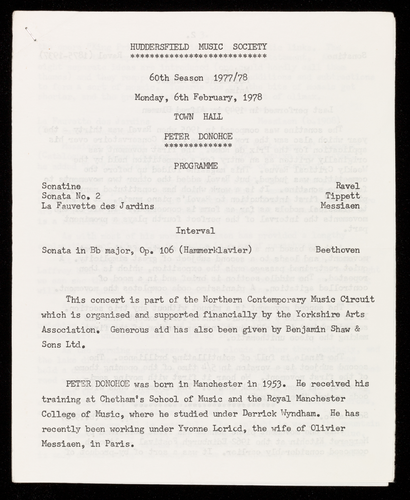 HUDDERSFIELD MUSIC SOCIETY
***************************
60th Season 1977/78
Monday, 6th February, 1978
TOWN HALL
PETER DONOHOE
**************
PROGRAMME
Sonatine Ravel
Sonata No. 2 Tippett
La Fauvette des Jardins Messiaen
Interval
Sonata in Bb major, Op. 106 (Hammerklavier) Beethoven
This concert is part of the Northern Contemporary Music Circuit
which is organised and supported financially by the Yorkshire Arts
Association. Generous aid has also been given by Benjamin Shaw &
Sons Ltd.
PETER DONOHOE was born in Manchester in 1953. He received his
training at Chetham's School of Music and the Royal Manchester
College of Music, where he studied under Derrick Wyndham. He has
recently been working under Yvonne Loriod, the wife of Olivier
Messiaen, in Paris.